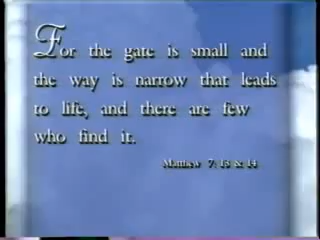 For the gate is small and
the way is narrow that leads
to life, and there are few
who find it.
Matthew 7: 13 & 14